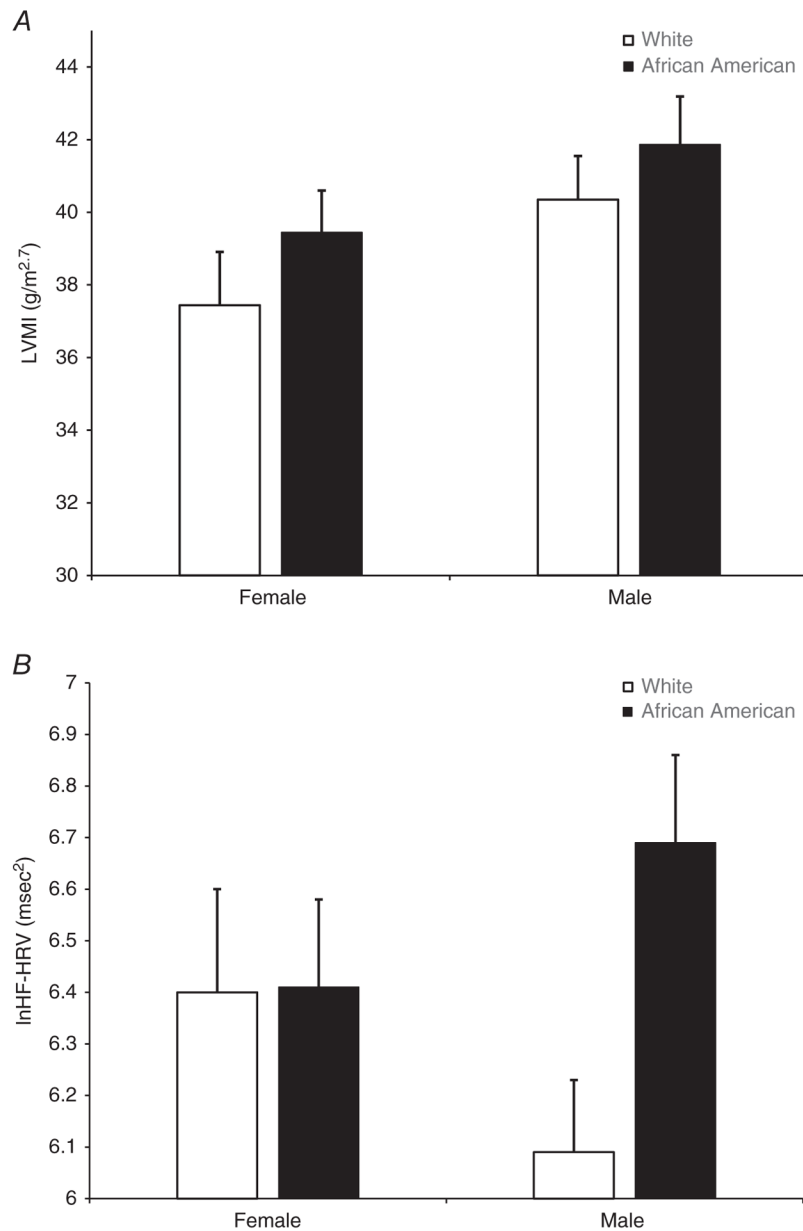 A
White
African American
44
42
40
38
36
34
32
30
LVMI (g/m2.7)
Female Male
B
White
African American
7
6.9
6.8
6.7
6.6
6.5
6.4
6.3
6.2
6.1
6
lnHF-HRV (msec2)
Female Male